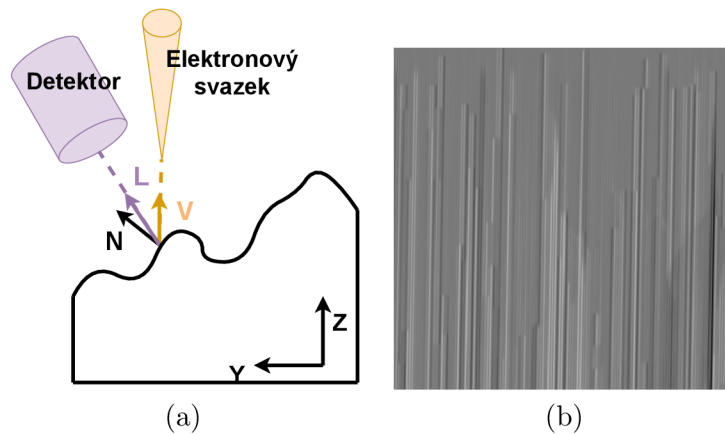 Detektor
Elektronový
svazek
L
V
N
Z
Y
(a)
(b)